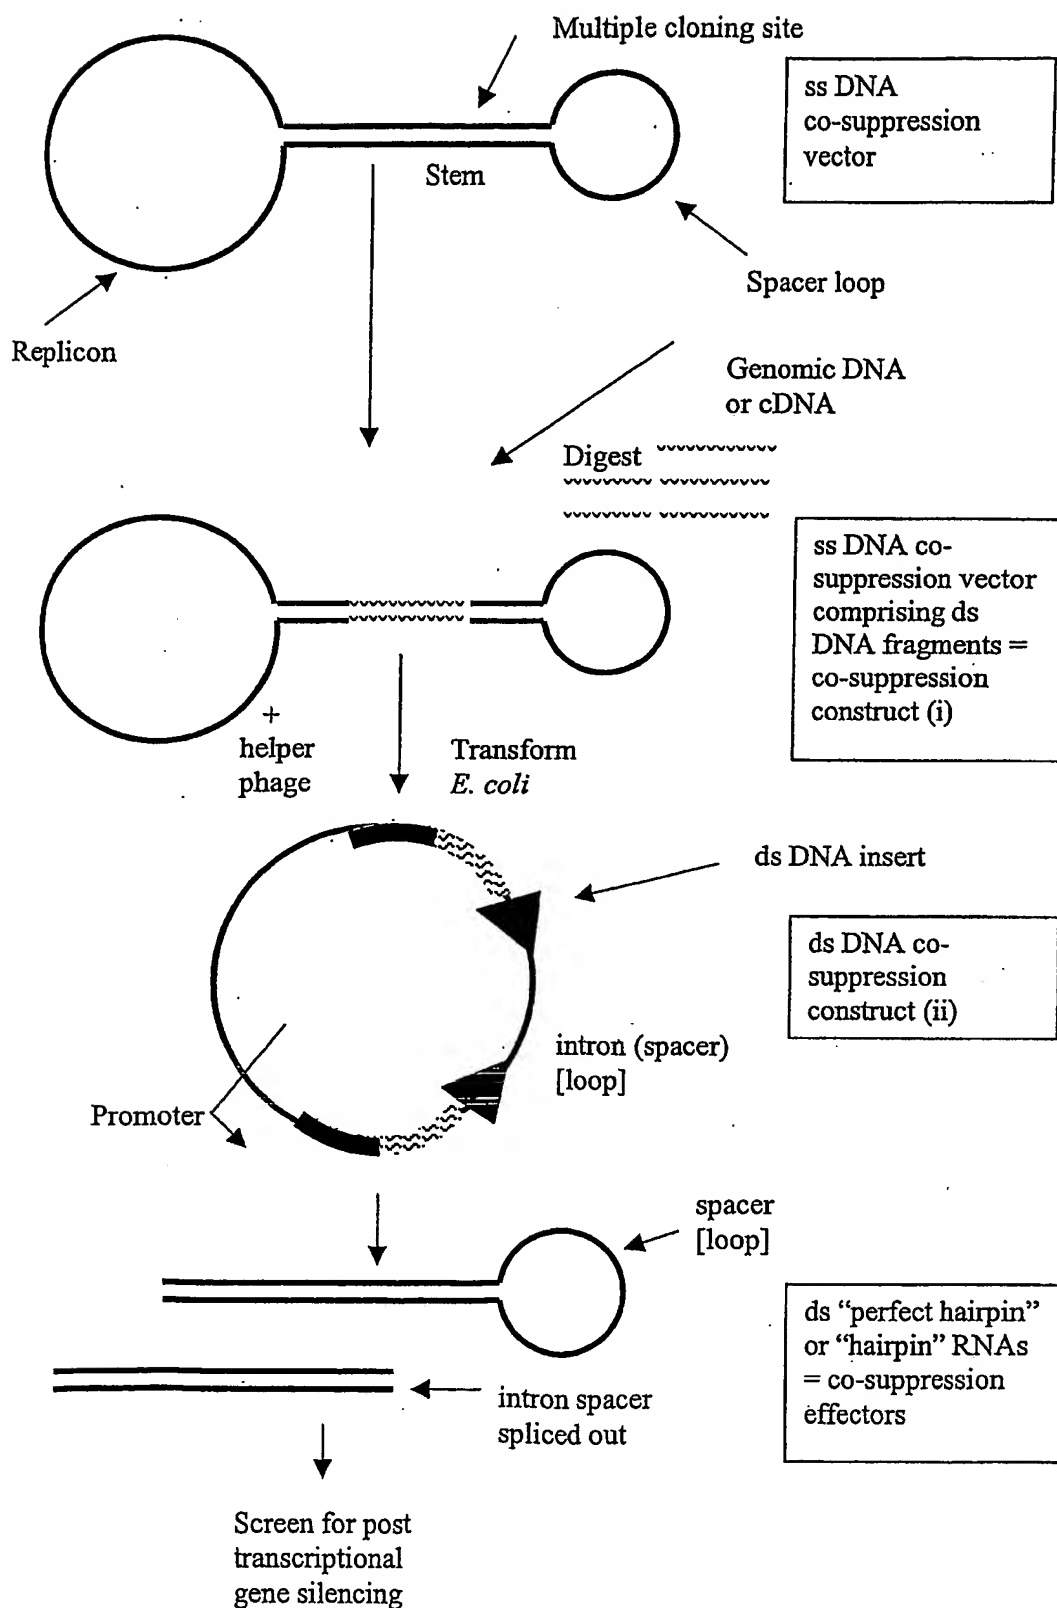 Multiple cloning site
ss DNA
co-suppression
vector
Stem
Spacer loop
Replicon
Genomic DNA
or cDNA
Digest
ss DNA co-
suppression vector
comprising ds
DNA fragments =
co-suppression
construct (i)
+
helper
phage
Transform
E. coli
ds DNA insert
ds DNA co-
suppression
construct (ii)
intron (spacer)
[loop]
Promoter
spacer
[loop]
ds “perfect hairpin”
or “hairpin” RNAs
= co-suppression
effectors
intron spacer
spliced out
Screen for post
transcriptional
gene silencing